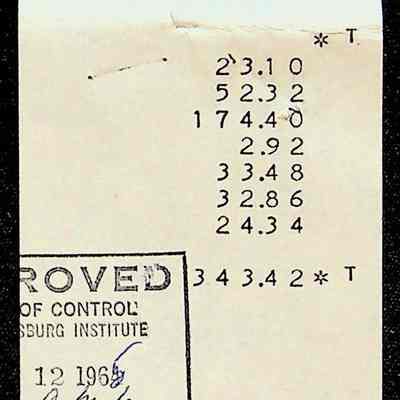 * T
23.10
52.32
174.40
2.92
33.48
32.86
24.34
343.42* T
ROVED
OF CONTROL
SBURG INSTITUTE
12